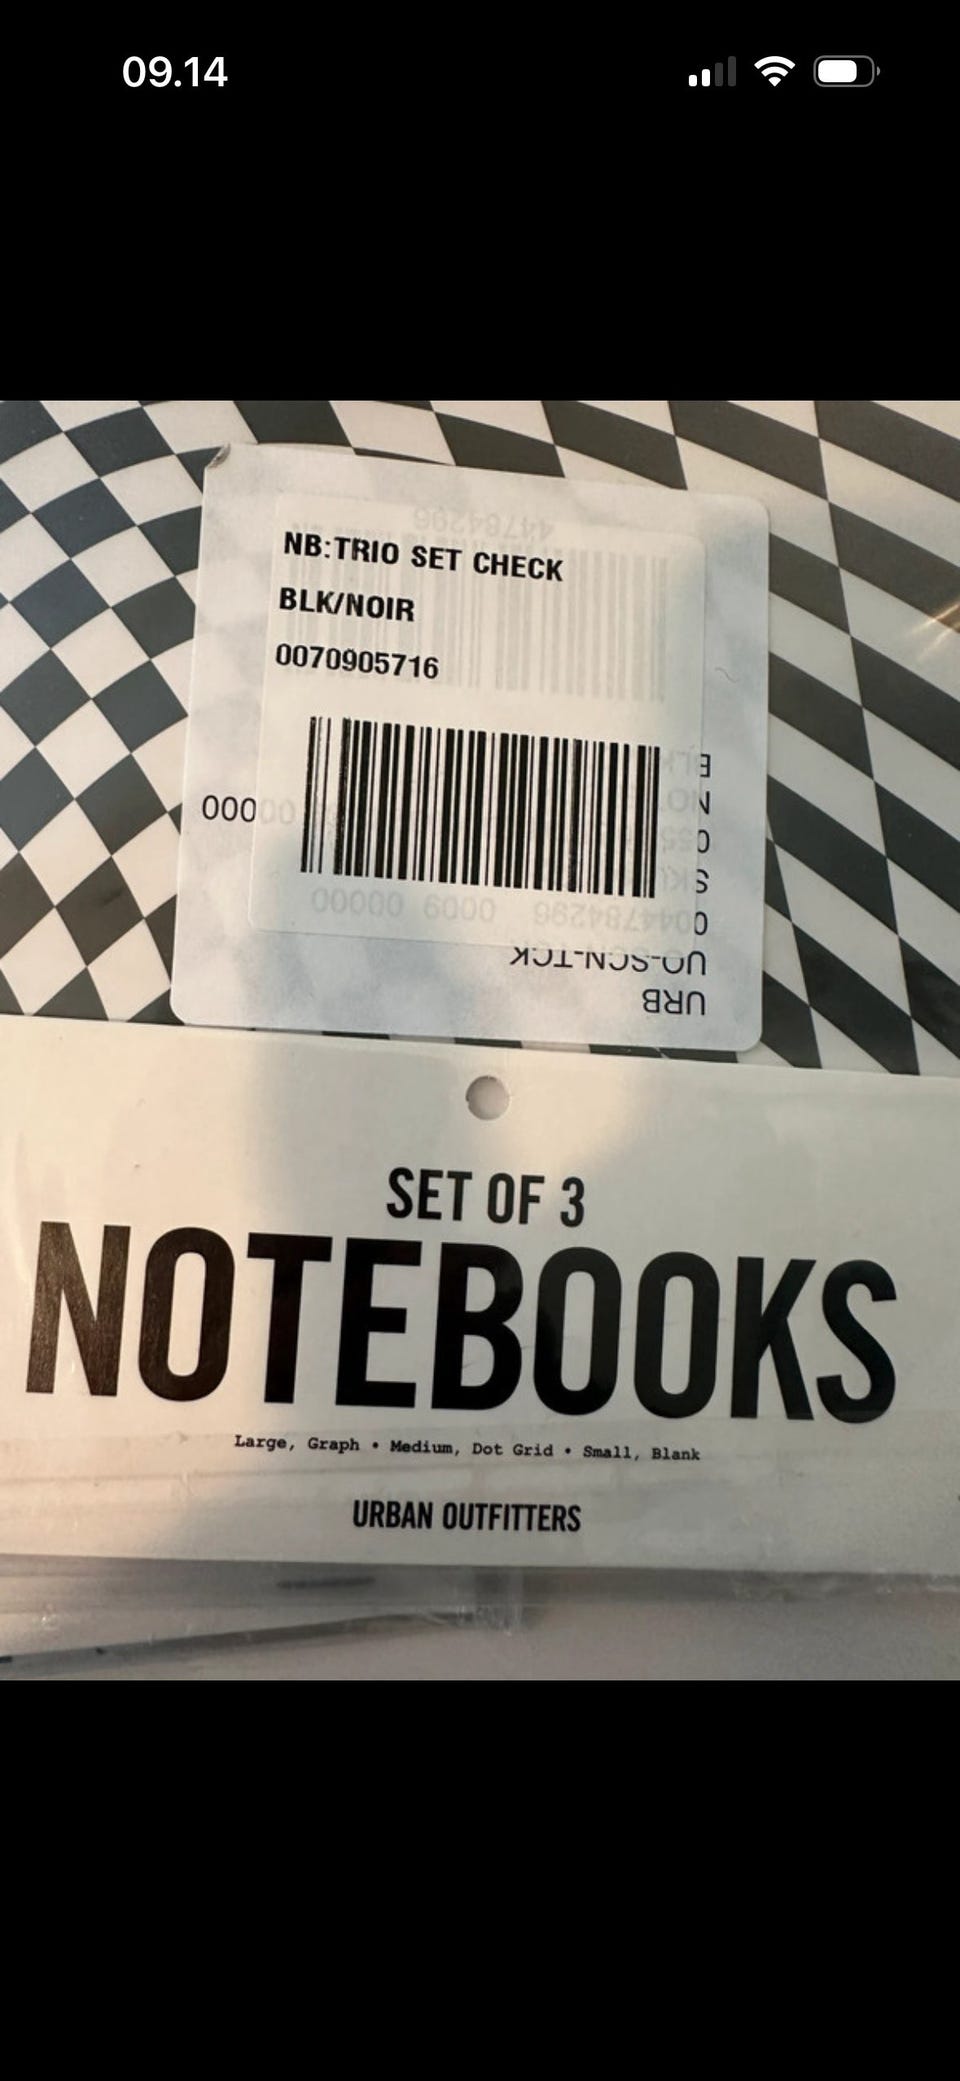 09.14
NB:TRIO SET CHECK
BLK/NOIR
0070905716
000
UO-SCN-TCK
URB
SET OF 3
NOTEBOOKS
Large, Graph • Medium, Dot Grid • Small, Blank
URBAN OUTFITTERS